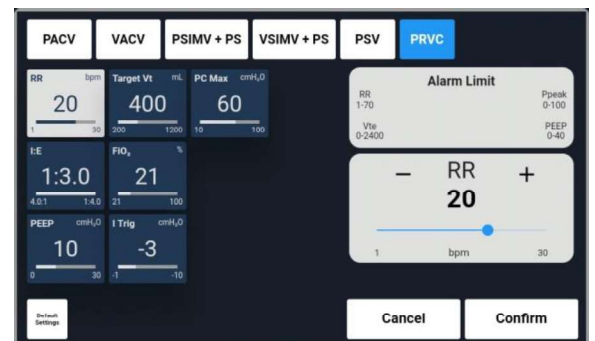 PACV VACV PSIMV + PS VSIMV + PS PSV PRVC
RR bpm
20
1 30
Target Vt mL
400
200 1200
PC Max cmH₂O
60
10 100
I:E
1:3.0
4.0:1 1:4.0
FiO₂ %
21
21 100
PEEP cmH₂O
10
0 30
I Trig cmH₂O
-3
-1 -10
Alarm Limit
RR Ppeak
1-70 0-100
Vte PEEP
0-2400 0-40
− RR +
20
1 bpm 30
Default
Settings
Cancel Confirm